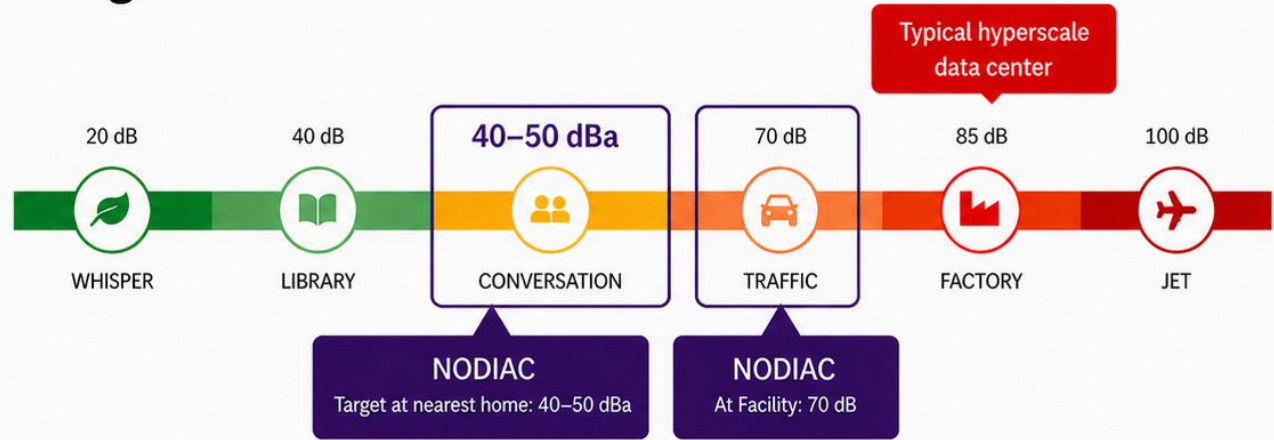 Typical hyperscale
data center
20 dB
40 dB
40–50 dBa
70 dB
85 dB
100 dB
WHISPER
LIBRARY
CONVERSATION
TRAFFIC
FACTORY
JET
NODIAC
Target at nearest home: 40–50 dBa
NODIAC
At Facility: 70 dB